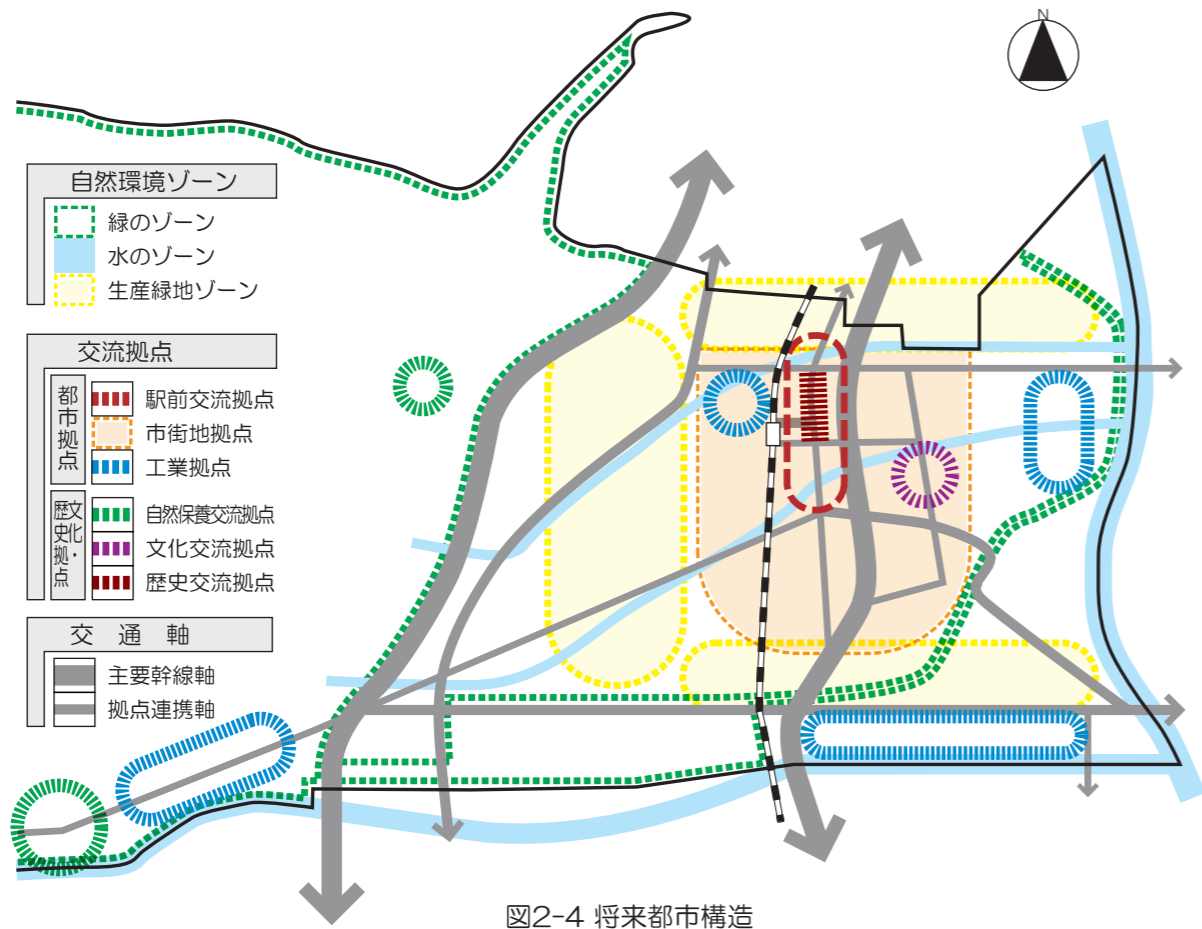 N
自然環境ゾーン
緑のゾーン
水のゾーン
生産緑地ゾーン
交流拠点
都市拠点
駅前交流拠点
市街地拠点
工業拠点
文化・歴史拠点
自然保養交流拠点
文化交流拠点
歴史交流拠点
交通軸
主要幹線軸
拠点連携軸
図2-4 将来都市構造